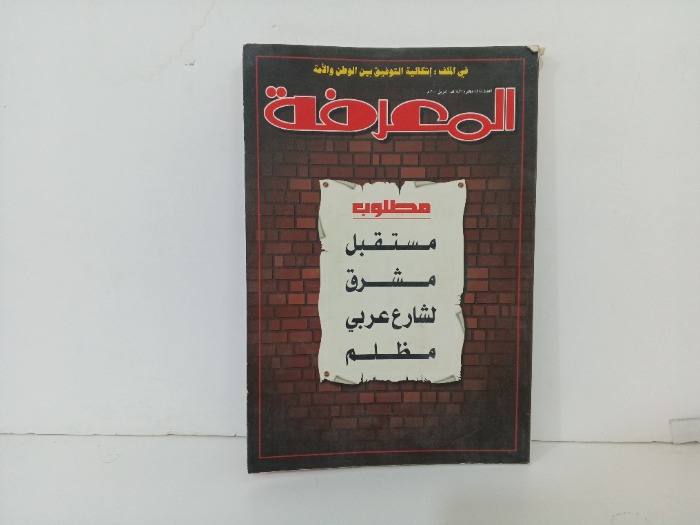 في الملف : إشكالية التوفيق بين الوطن والأمة
المعرفة
مطلوب
مستقبل
مشرق
لشارع عربي
مظلم